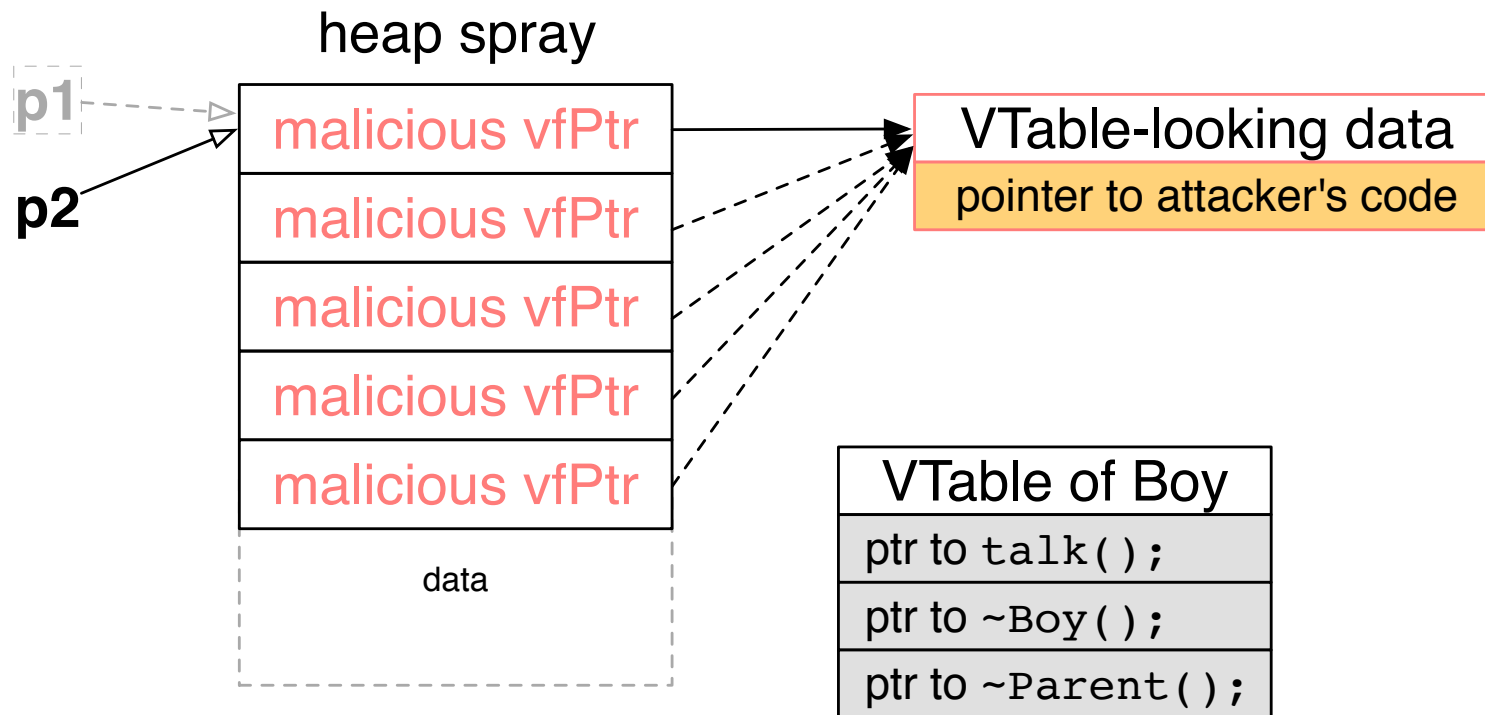 heap spray
p1
p2
malicious vfPtr
malicious vfPtr
malicious vfPtr
malicious vfPtr
malicious vfPtr
data
VTable-looking data
pointer to attacker's code
VTable of Boy
ptr to talk();
ptr to ~Boy();
ptr to ~Parent();